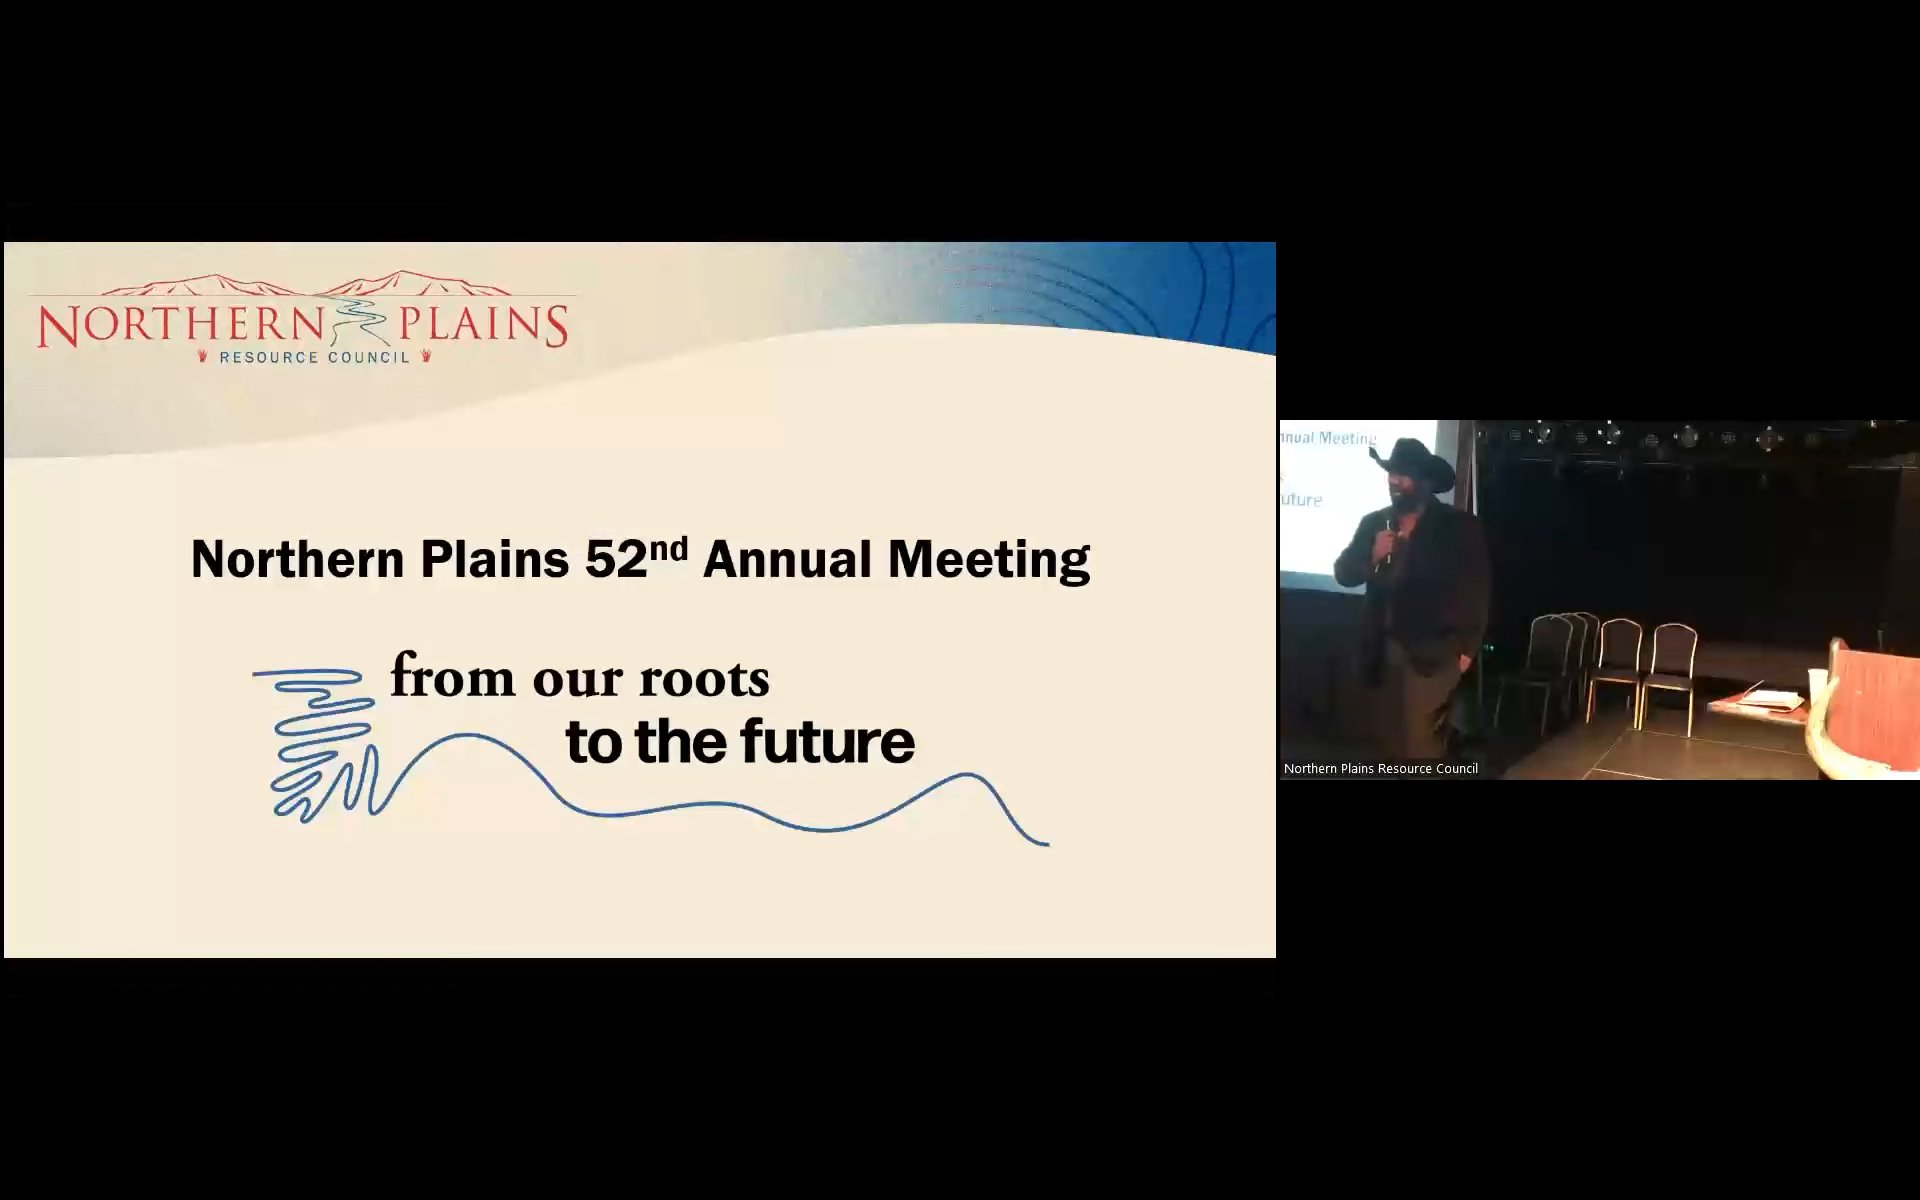 NORTHERN PLAINS
RESOURCE COUNCIL
Northern Plains 52nd Annual Meeting
from our roots
to the future
nnual Meeting
uture
Northern Plains Resource Council